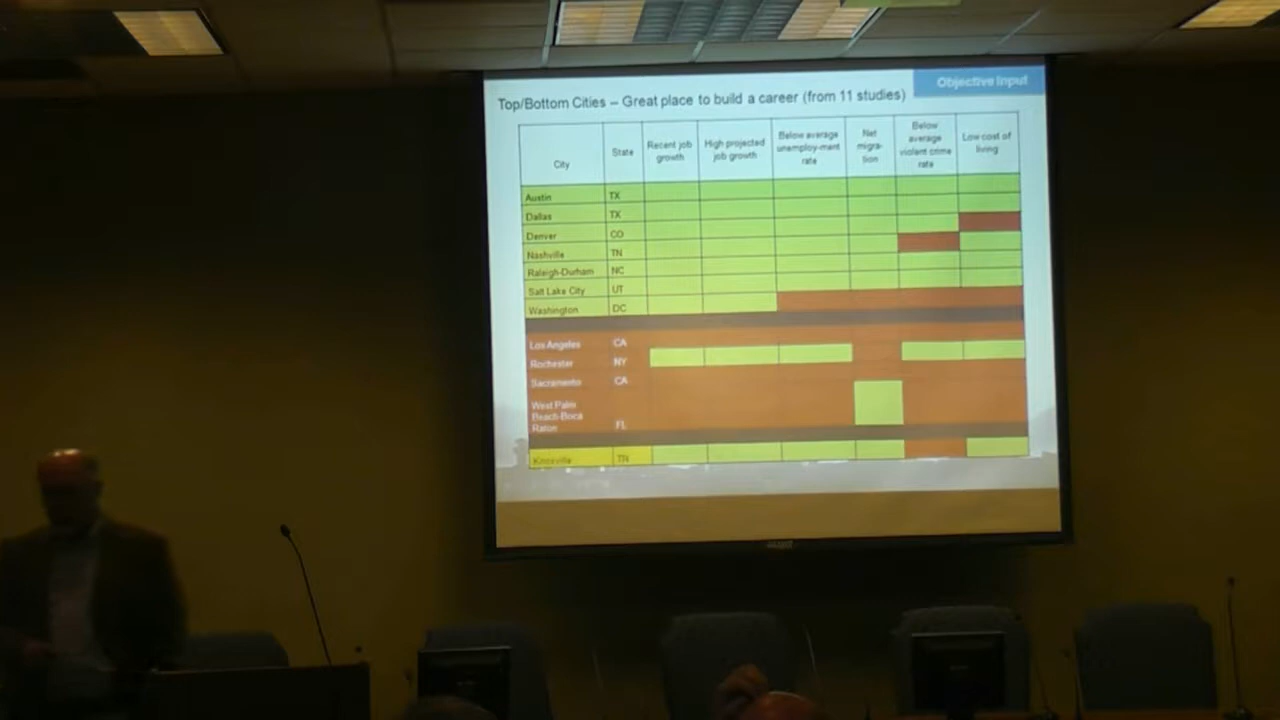 Objective Input
Top/Bottom Cities – Great place to build a career (from 11 studies)
City
State
Recent job
growth
High projected
job growth
Below average
unemploy-ment
rate
Net
migra-
tion
Below
average
violent crime
rate
Low cost of
living
Austin TX
Dallas TX
Denver CO
Nashville TN
Raleigh-Durham NC
Salt Lake City UT
Washington DC
Los Angeles CA
Rochester NY
Sacramento CA
West Palm
Beach-Boca
Raton FL
Knoxville TN